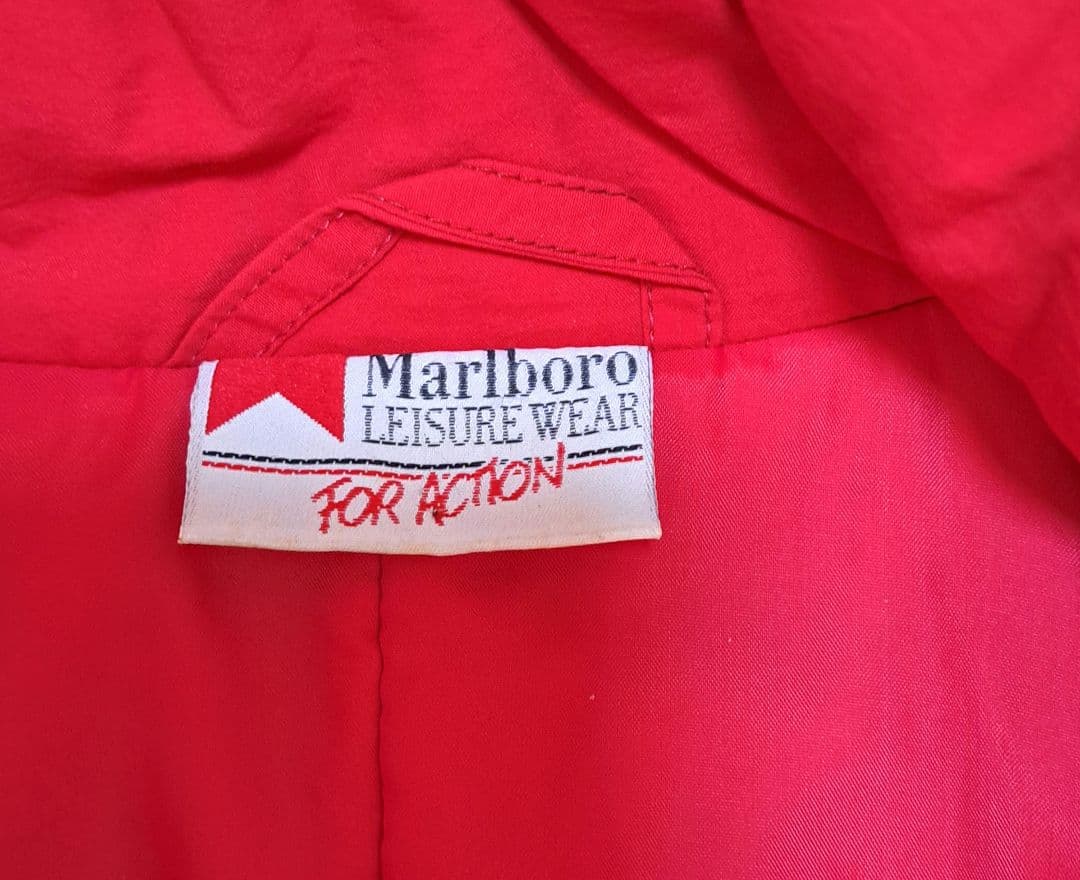 Marlboro
LEISURE WEAR
FOR ACTION